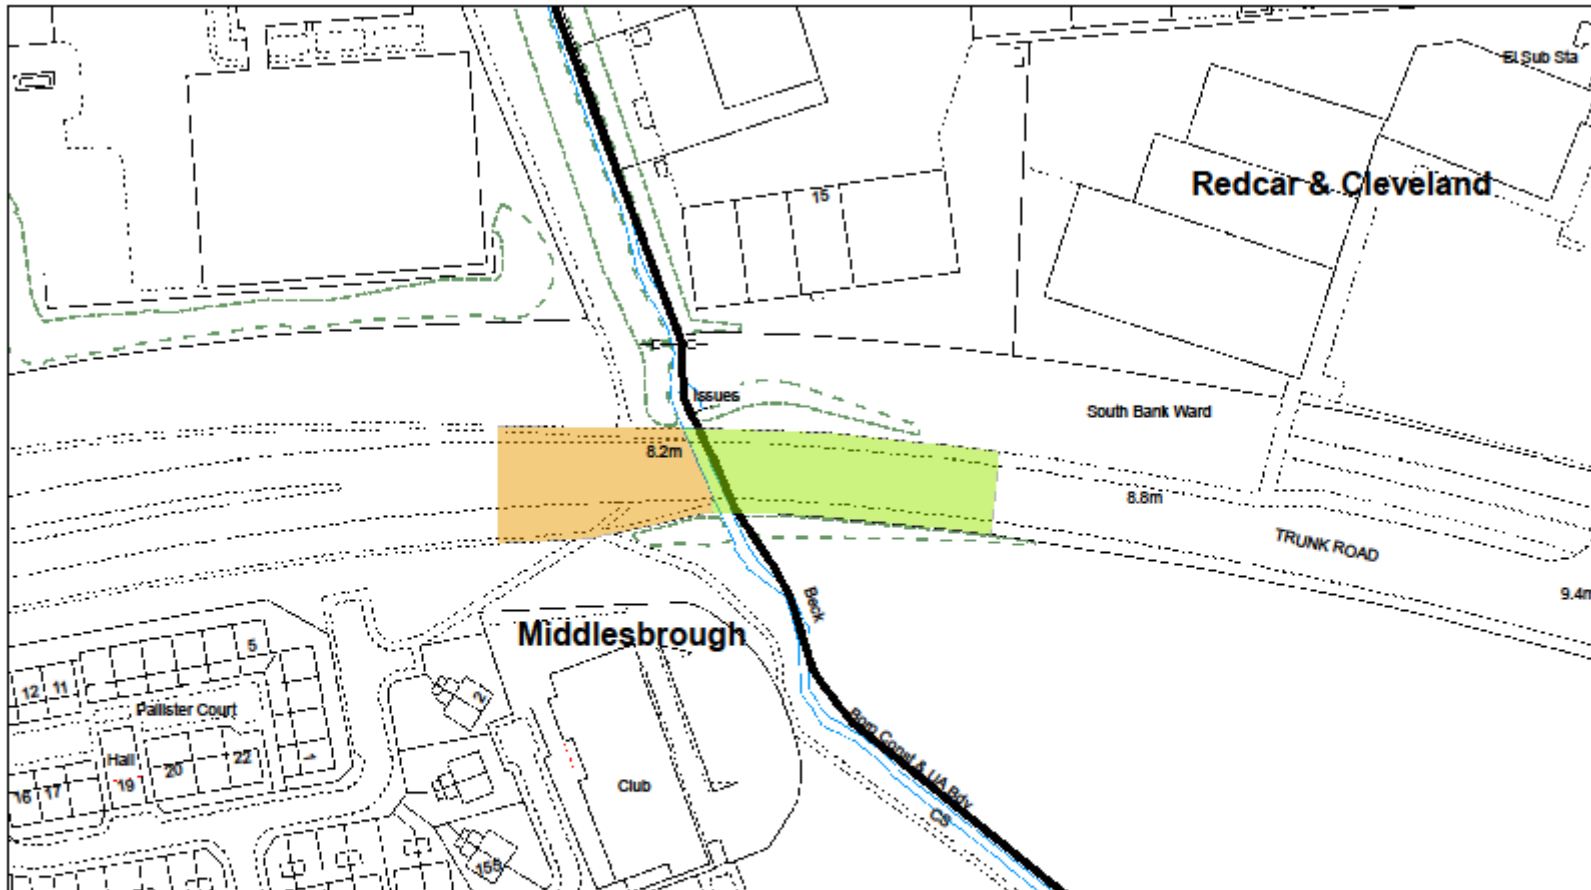 El Sub Sta
Redcar & Cleveland
15
Issues
South Bank Ward
8.2m
8.8m
TRUNK ROAD
9.4m
Beck
Middlesbrough
5
12
11
2
Pallister Court
Boro Const & UA Bdy
Hall
22
1
20
19
16
17
Club
CS
155